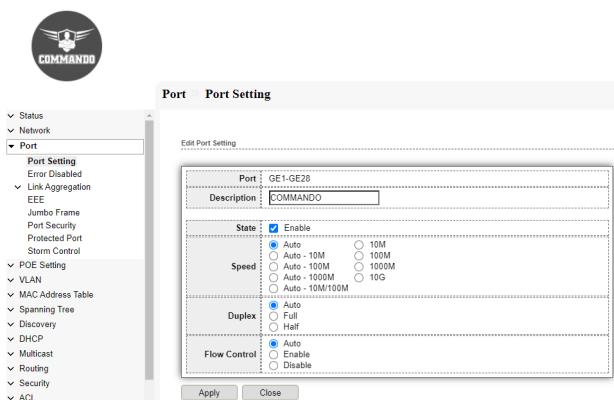 COMMANDO
Port Port Setting
Status
Network
Port
Port Setting
Error Disabled
Link Aggregation
EEE
Jumbo Frame
Port Security
Protected Port
Storm Control
POE Setting
VLAN
MAC Address Table
Spanning Tree
Discovery
DHCP
Multicast
Routing
Security
ACL
Edit Port Setting
Port GE1-GE28
Description COMMANDO
State Enable
Speed
Auto 10M
Auto - 10M 100M
Auto - 100M 1000M
Auto - 1000M 10G
Auto - 10M/100M
Duplex
Auto
Full
Half
Flow Control
Auto
Enable
Disable
Apply Close